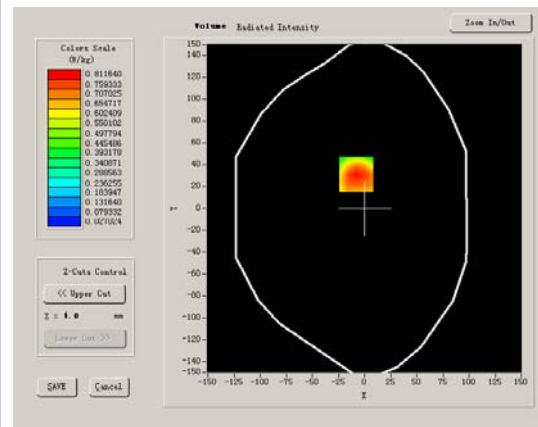 Volume Radiated Intensity
Zoom In/Out
Colors Scale
(W/kg)
0.811640
0.759333
0.707025
0.654717
0.602409
0.550102
0.497794
0.445486
0.393178
0.340871
0.288563
0.236255
0.183947
0.131640
0.079332
0.027024
Z-Cuts Control
<< Upper Cut
Z = 4.0 mm
Lower Cut >>
SAVE Cancel
150
140
120
100
80
60
40
20
0
-20
-40
-60
-80
-100
-120
-140
-150
Y
-150 -125 -100 -75 -50 -25 0 25 50 75 100 125 150
X